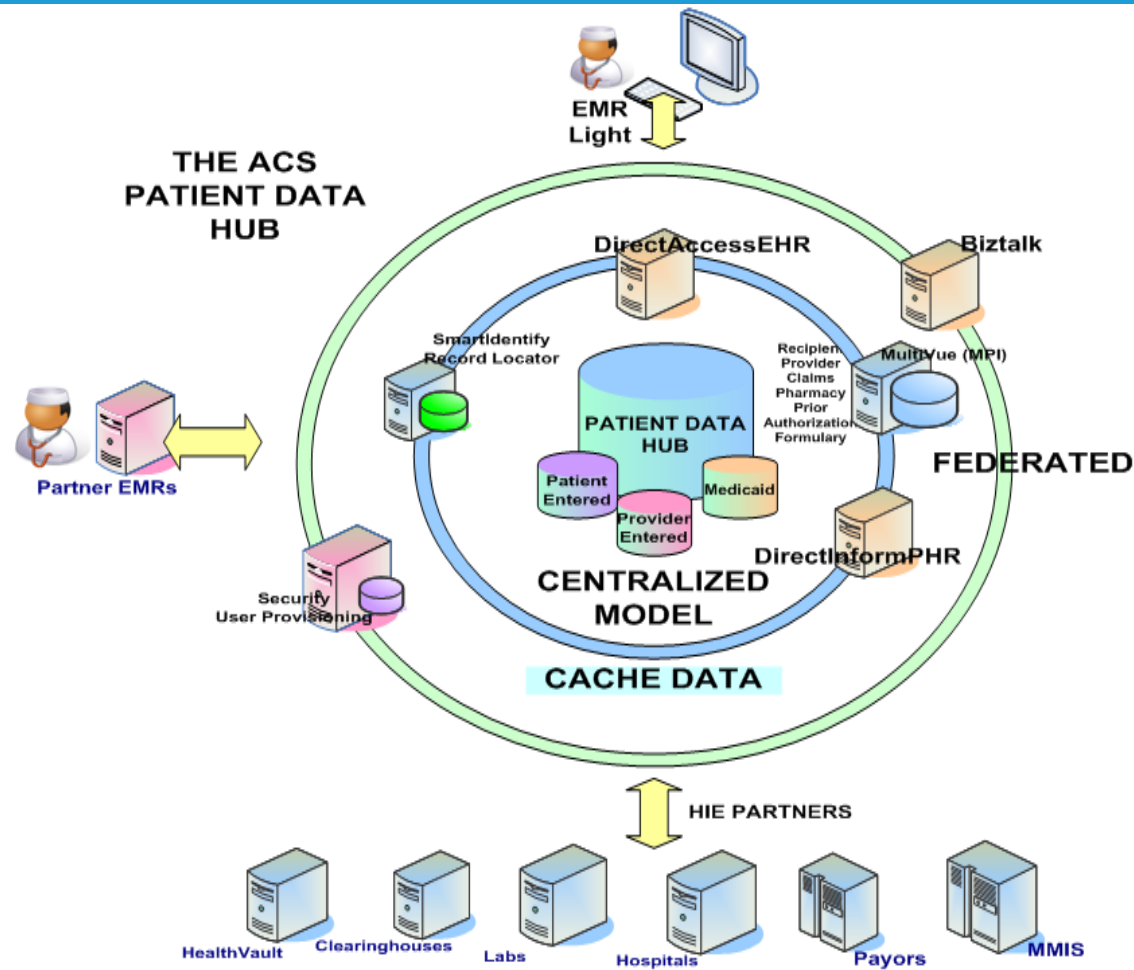 EMR
Light
THE ACS
PATIENT DATA
HUB
DirectAccessEHR
Biztalk
SmartIdentify
Record Locator
Recipien
Provider
Claims
Pharmacy
Prior
Authorization
Formulary
MultiVue (MPI)
PATIENT DATA
HUB
Patient
Entered
Medicaid
Provider
Entered
FEDERATED
Partner EMRs
DirectInformPHR
CENTRALIZED
MODEL
Security
User Provisioning
CACHE DATA
HIE PARTNERS
HealthVault
Clearinghouses
Labs
Hospitals
Payors
MMIS